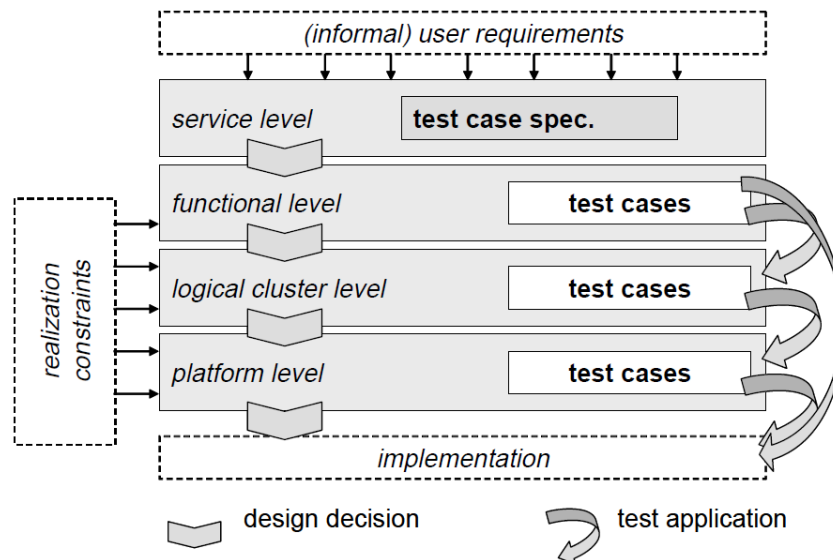 (informal) user requirements
service level
test case spec.
functional level
test cases
realization
constraints
logical cluster level
test cases
platform level
test cases
implementation
design decision
test application